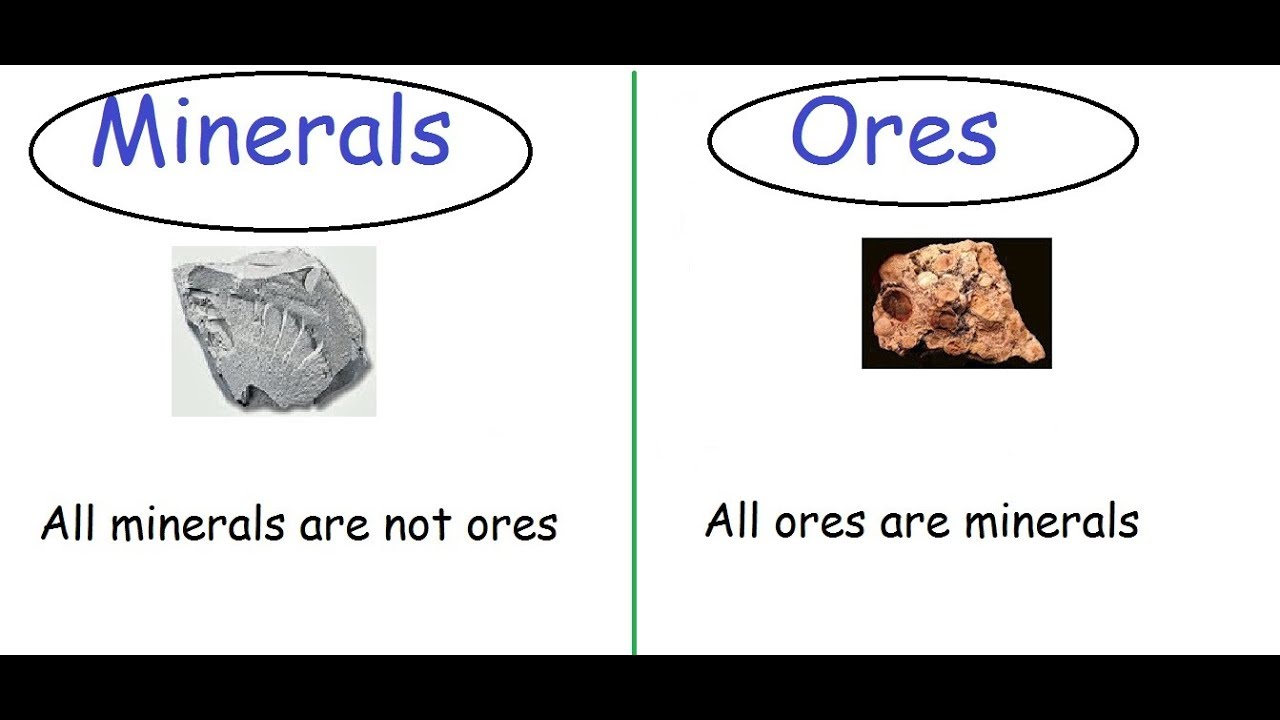 Minerals
Ores
All minerals are not ores
All ores are minerals